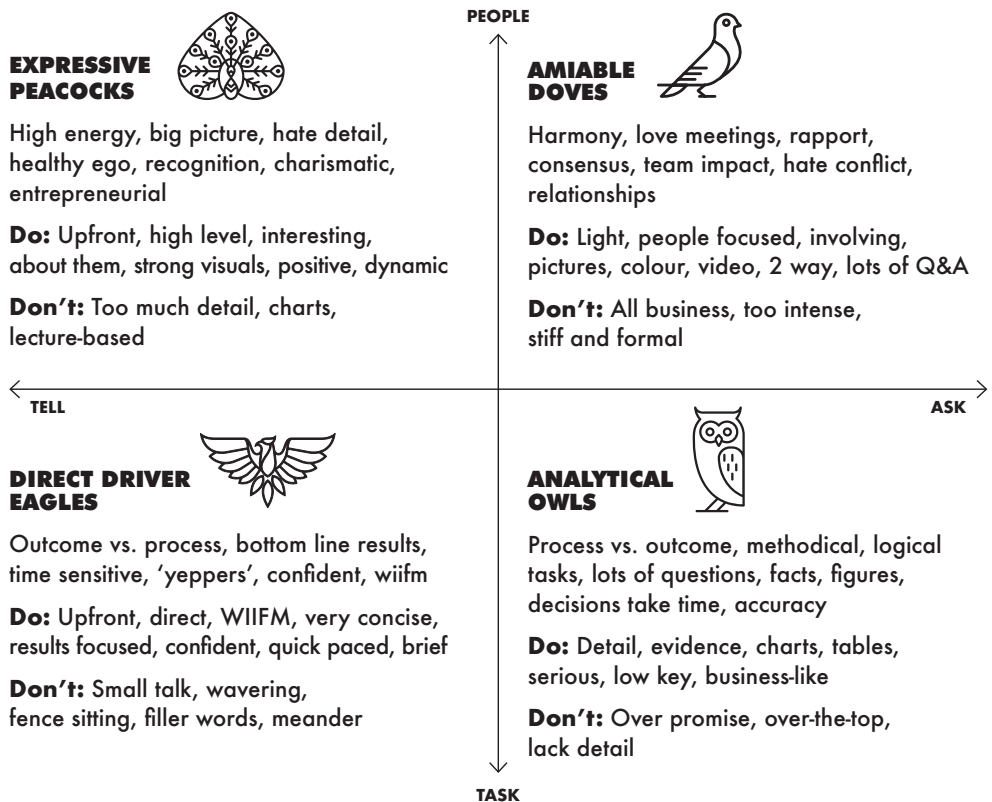 PEOPLE
EXPRESSIVE
PEACOCKS
High energy, big picture, hate detail,
healthy ego, recognition, charismatic,
entrepreneurial
Do: Upfront, high level, interesting,
about them, strong visuals, positive, dynamic
Don’t: Too much detail, charts,
lecture-based
AMIABLE
DOVES
Harmony, love meetings, rapport,
consensus, team impact, hate conflict,
relationships
Do: Light, people focused, involving,
pictures, colour, video, 2 way, lots of Q&A
Don’t: All business, too intense,
stiff and formal
TELL
ASK
DIRECT DRIVER
EAGLES
Outcome vs. process, bottom line results,
time sensitive, ‘yeppers’, confident, wiifm
Do: Upfront, direct, WIIFM, very concise,
results focused, confident, quick paced, brief
Don’t: Small talk, wavering,
fence sitting, filler words, meander
ANALYTICAL
OWLS
Process vs. outcome, methodical, logical
tasks, lots of questions, facts, figures,
decisions take time, accuracy
Do: Detail, evidence, charts, tables,
serious, low key, business-like
Don’t: Over promise, over-the-top,
lack detail
TASK